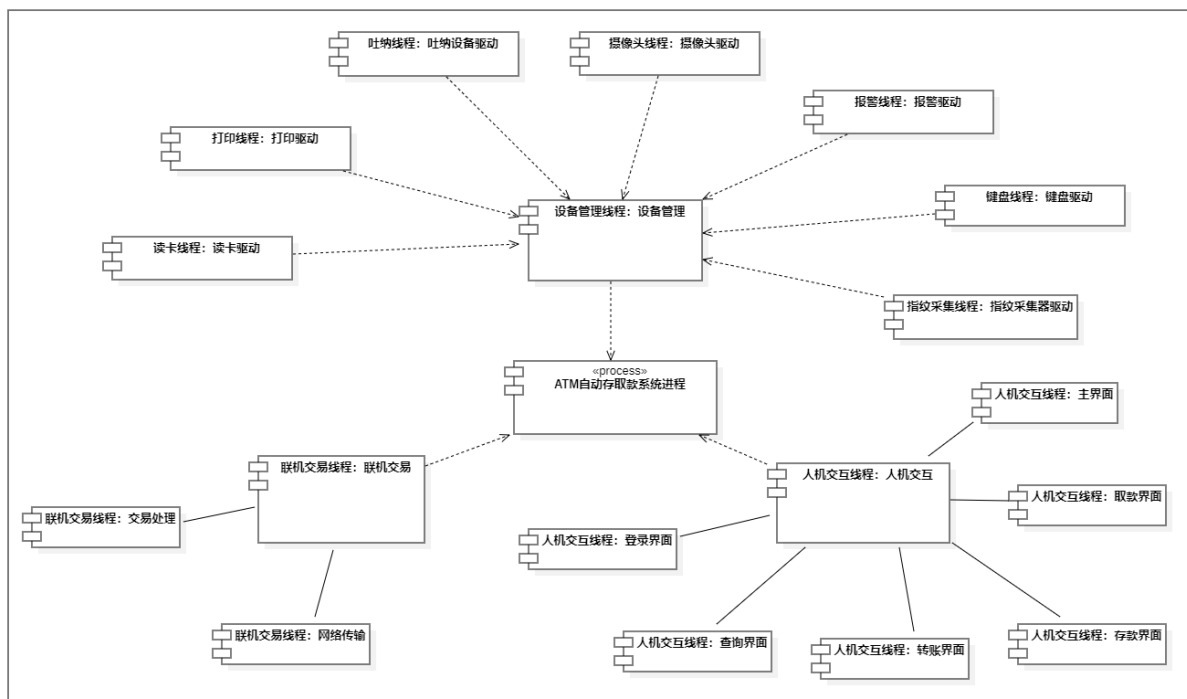 吐纳线程：吐纳设备驱动
摄像头线程：摄像头驱动
报警线程：报警驱动
打印线程：打印驱动
键盘线程：键盘驱动
设备管理线程：设备管理
读卡线程：读卡驱动
指纹采集线程：指纹采集器驱动
«process»
ATM自动存取款系统进程
人机交互线程：主界面
联机交易线程：联机交易
人机交互线程：人机交互
人机交互线程：取款界面
联机交易线程：交易处理
人机交互线程：登录界面
联机交易线程：网络传输
人机交互线程：查询界面
人机交互线程：转账界面
人机交互线程：存款界面